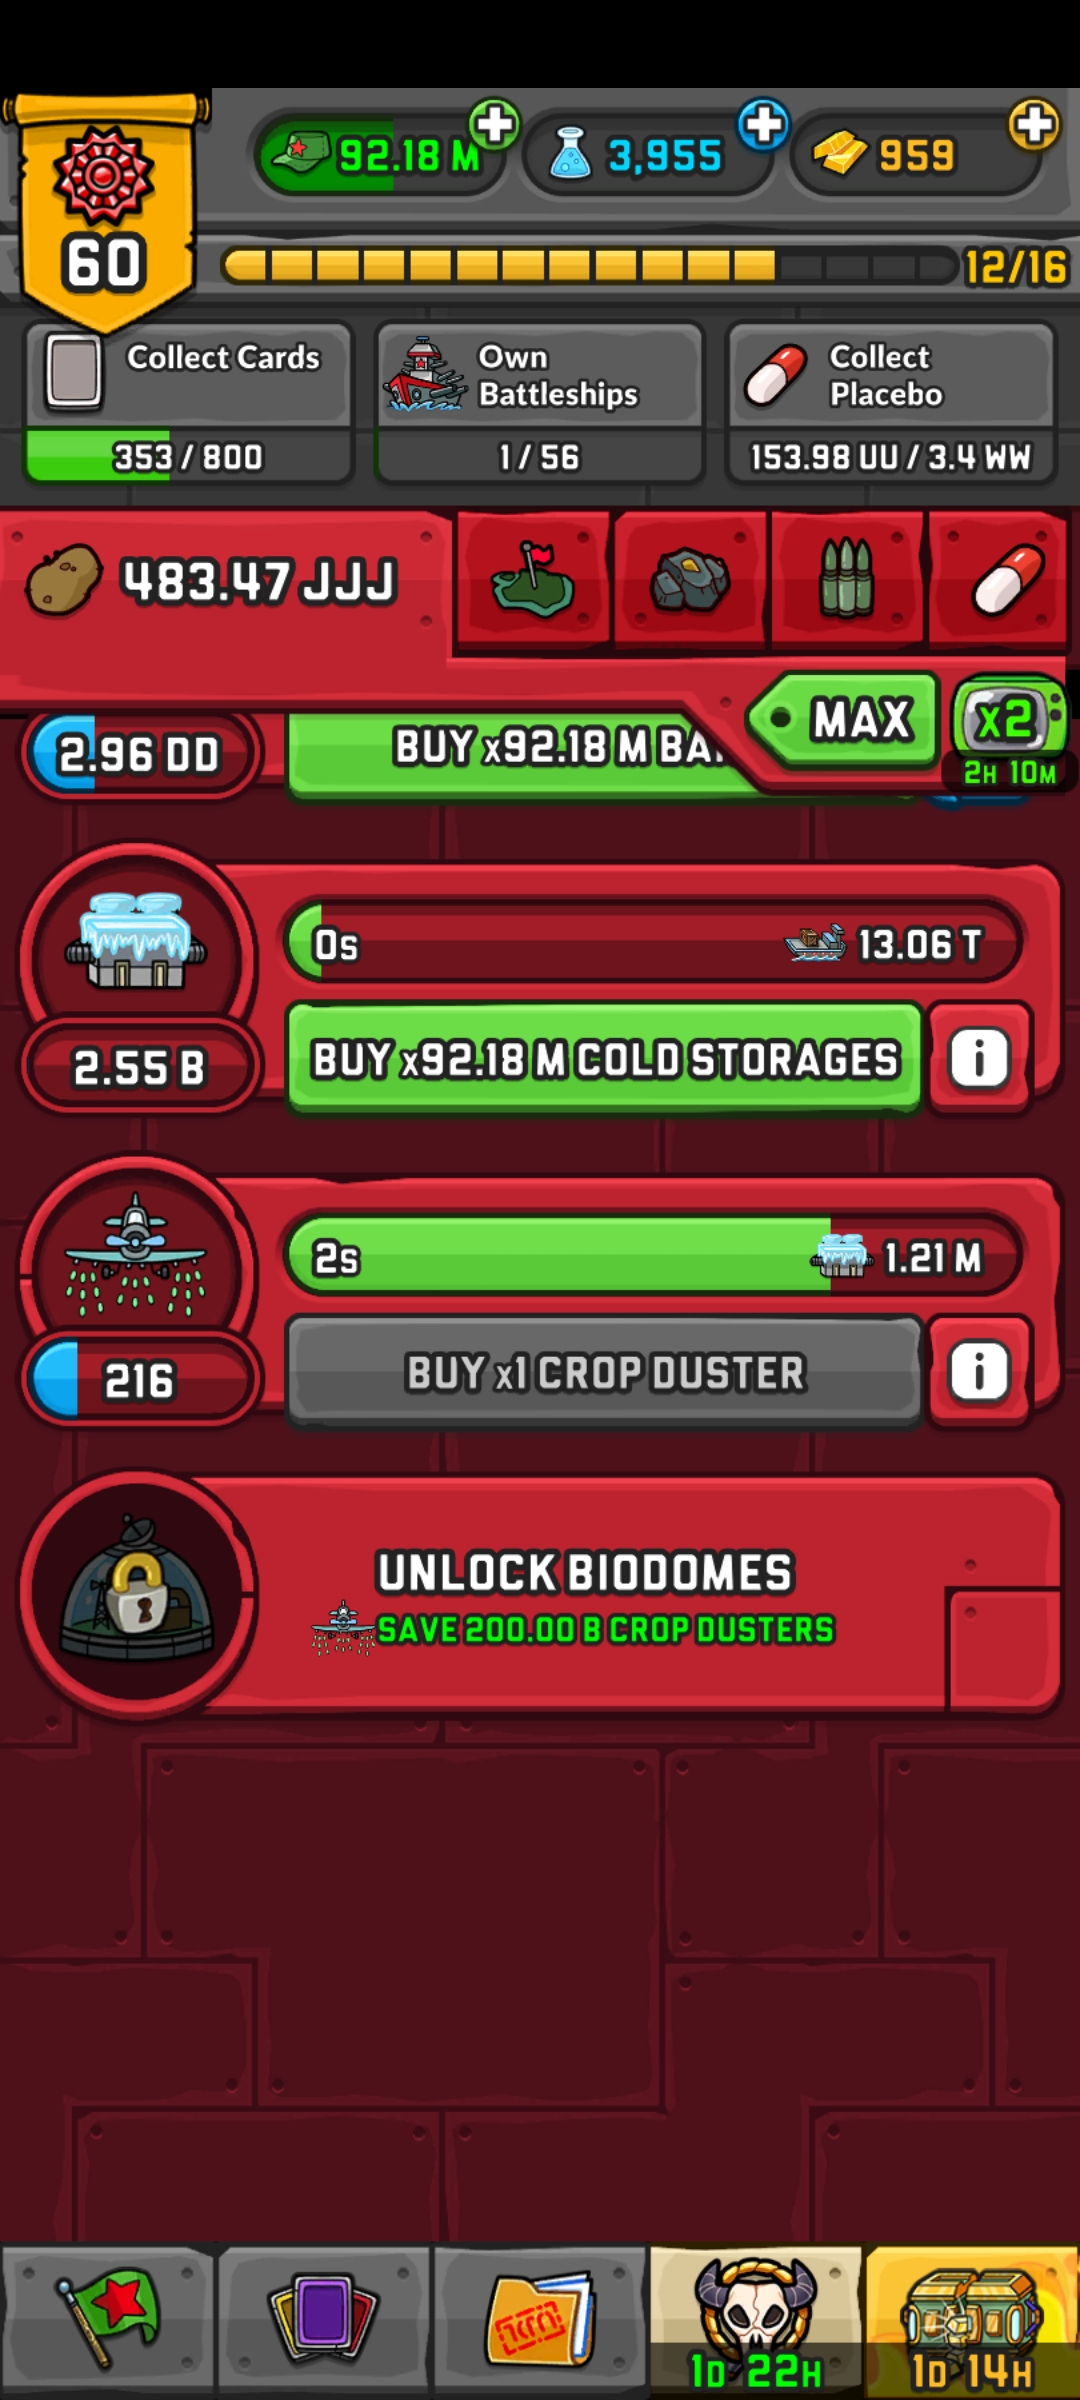 92.18 M
3,955
959
60
12/16
Collect Cards
353 / 800
Own
Battleships
1 / 56
Collect
Placebo
153.98 UU / 3.4 WW
483.47 JJJ
MAX
x2
2H 10M
2.96 DD
BUY x92.18 M
0s
13.06 T
2.55 B
BUY x92.18 M COLD STORAGES
i
2s
1.21 M
216
BUY x1 CROP DUSTER
i
UNLOCK BIODOMES
SAVE 200.00 B CROP DUSTERS
1D 22H
1D 14H